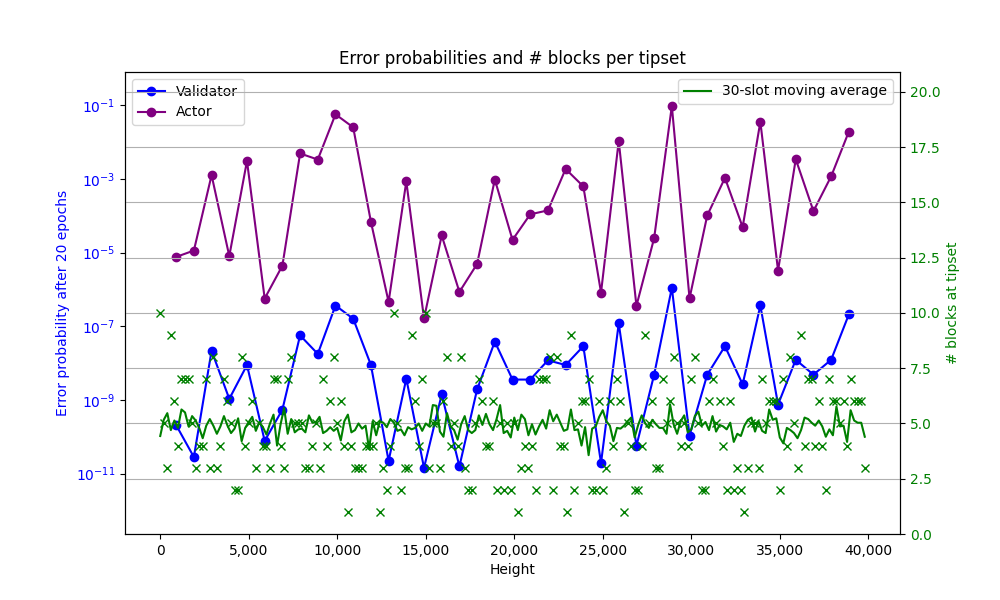 Error probabilities and # blocks per tipset
Validator
Actor
30-slot moving average
Error probability after 20 epochs
10⁻¹
10⁻³
10⁻⁵
10⁻⁷
10⁻⁹
10⁻¹¹
20.0
17.5
15.0
12.5
10.0
7.5
5.0
2.5
0.0
# blocks at tipset
0 5,000 10,000 15,000 20,000 25,000 30,000 35,000 40,000
Height